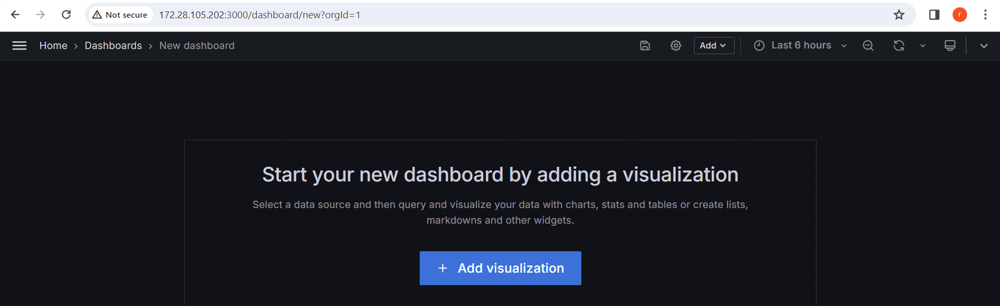 Not secure 172.28.105.202:3000/dashboard/new?orgId=1 r
Home › Dashboards › New dashboard Add Last 6 hours
Start your new dashboard by adding a visualization
Select a data source and then query and visualize your data with charts, stats and tables or create lists,
markdowns and other widgets.
+ Add visualization